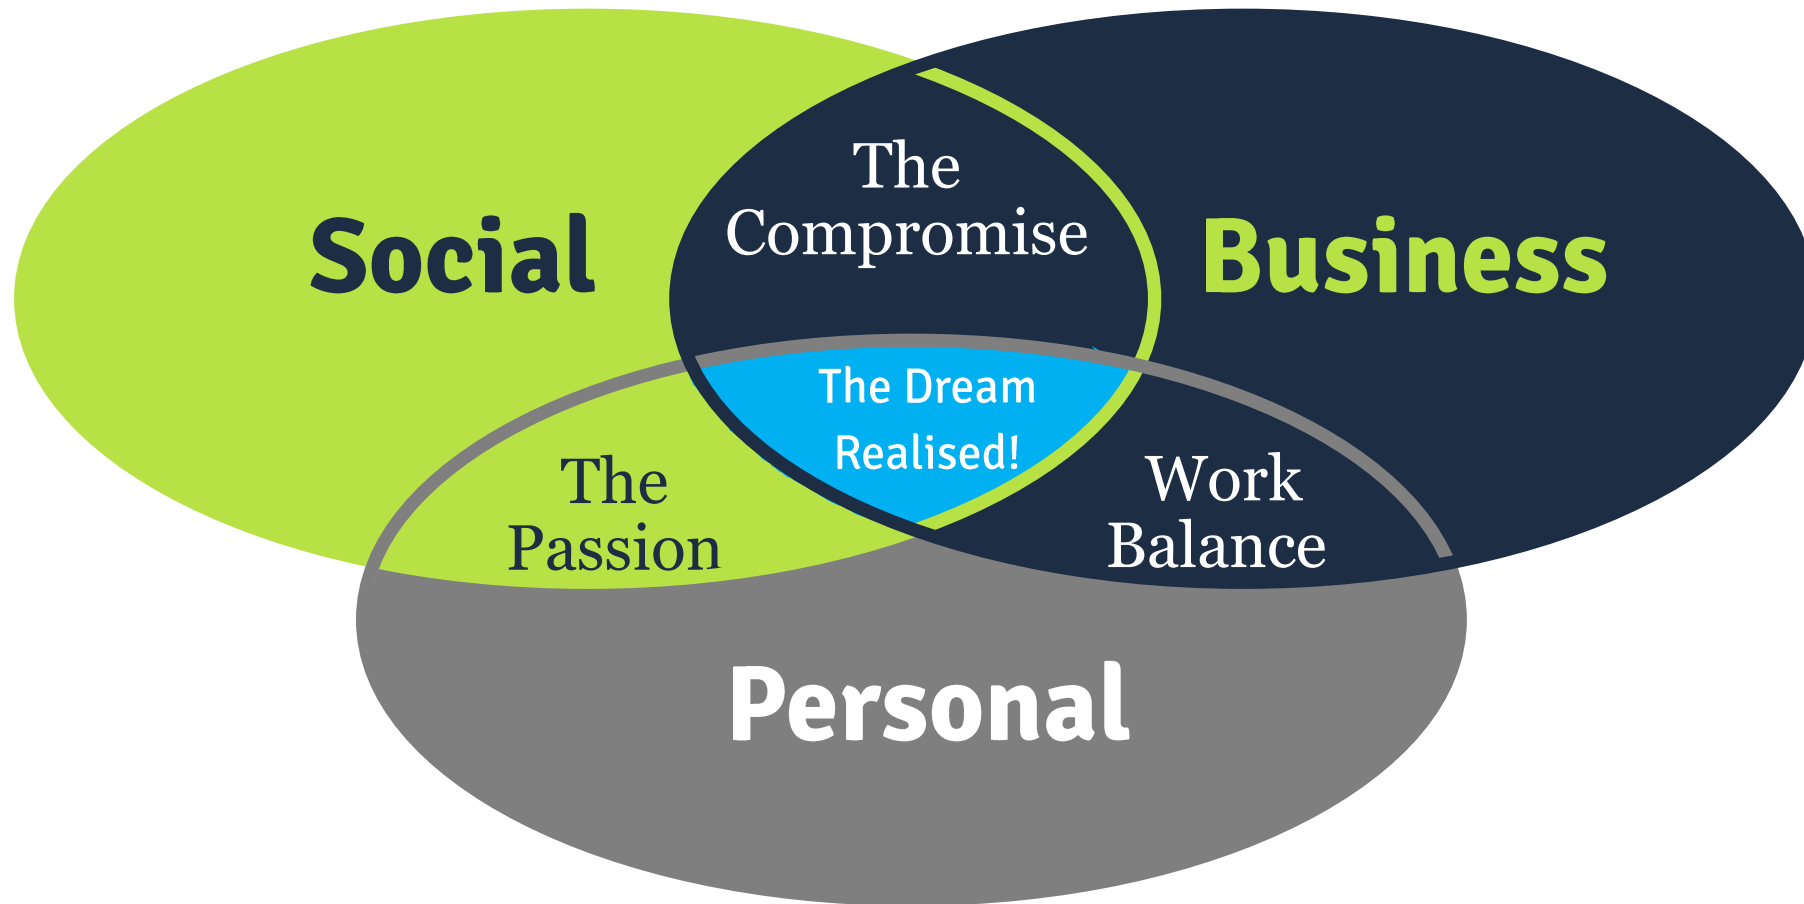 Social
The
Compromise
Business
The Dream
Realised!
The
Passion
Work
Balance
Personal